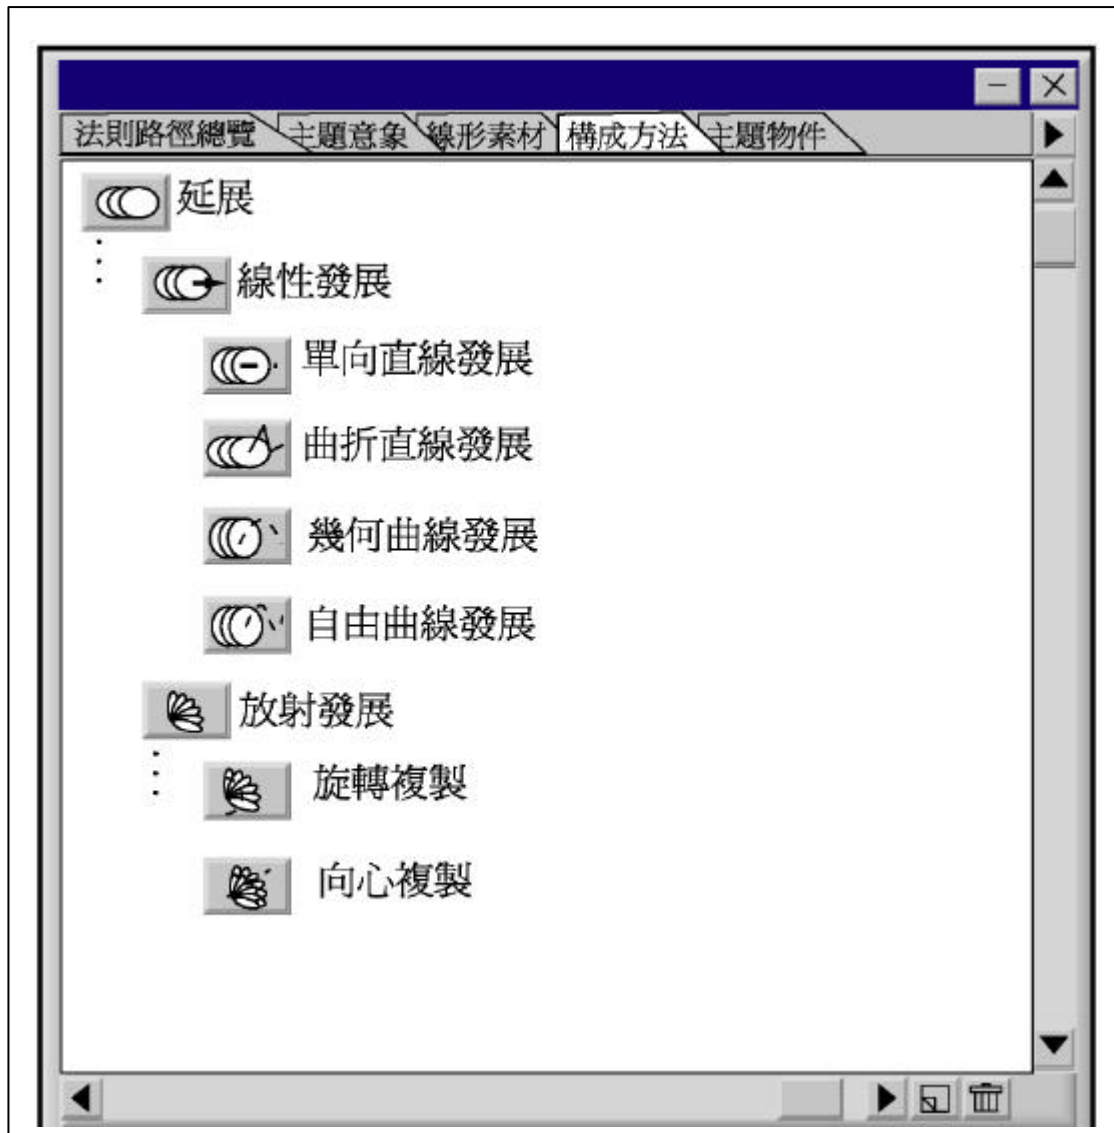 法則路徑總覽 主題意象 線形素材 構成方法 主題物件
延展
線性發展
單向直線發展
曲折直線發展
幾何曲線發展
自由曲線發展
放射發展
旋轉複製
向心複製